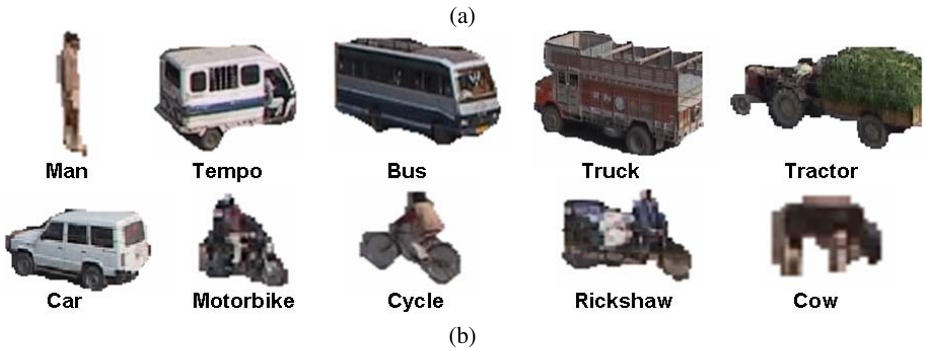 (a)
Man Tempo Bus Truck Tractor
Car Motorbike Cycle Rickshaw Cow
(b)